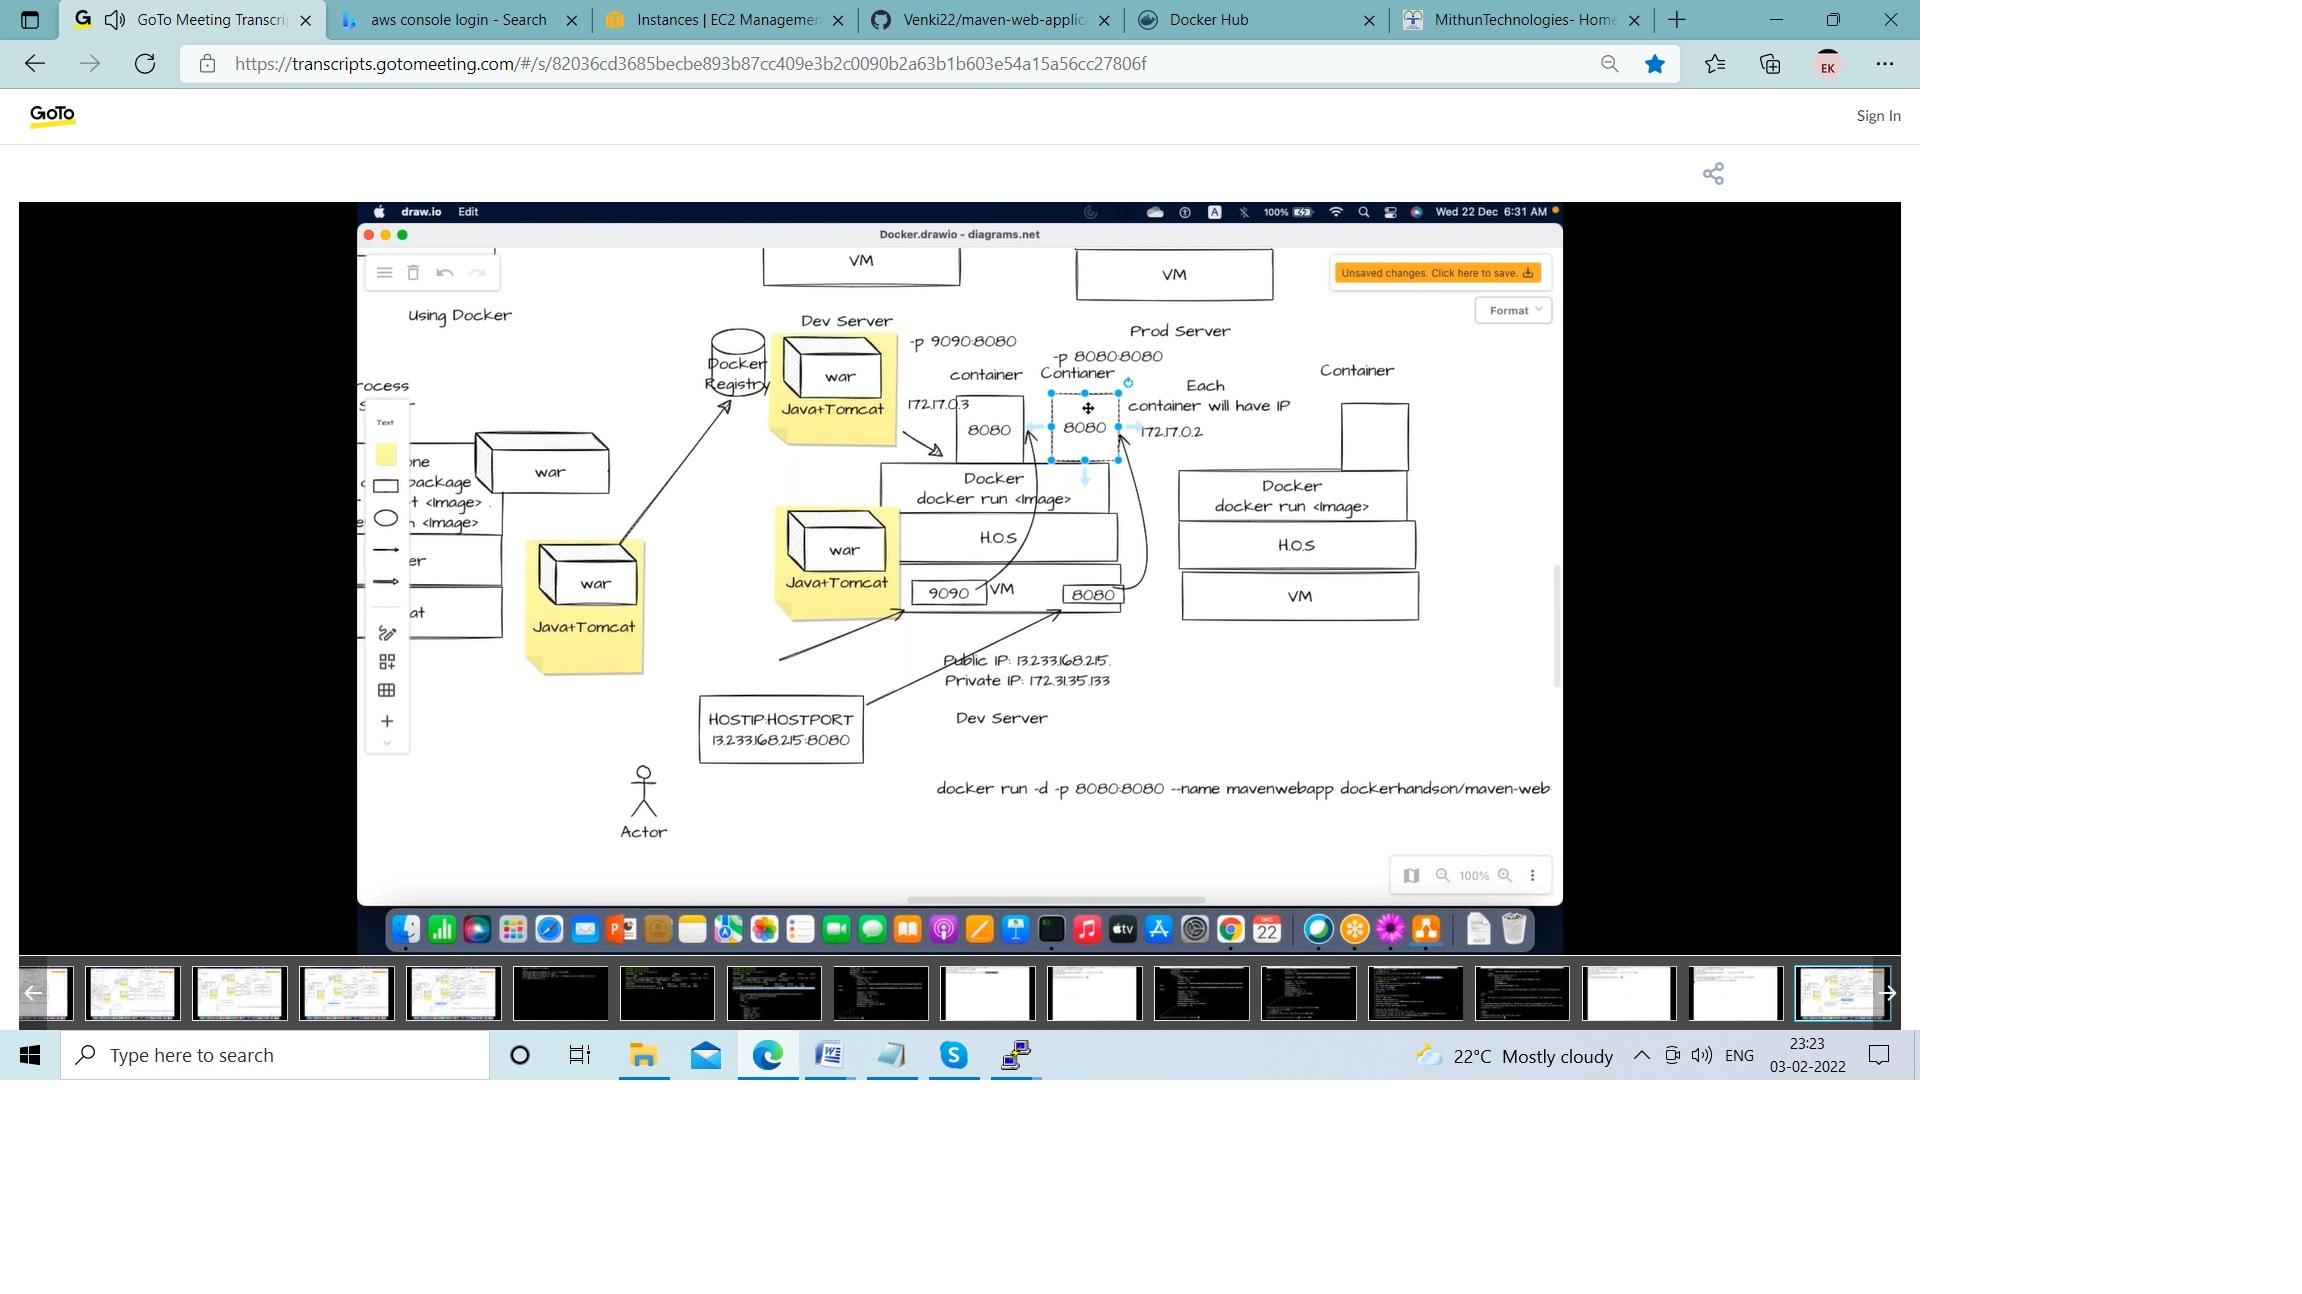 GoTo Meeting Transcri
aws console login - Search
Instances | EC2 Managemen
Venki22/maven-web-applic
Docker Hub
MithunTechnologies- Home
https://transcripts.gotomeeting.com/#/s/82036cd3685becbe893b87cc409e3b2c0090b2a63b1b603e54a15a56cc27806f
EK
GoTo
Sign In
draw.io Edit
A
100%
Wed 22 Dec 6:31 AM
Docker.drawio - diagrams.net
VM
VM
Unsaved changes. Click here to save.
Format
Using Docker
Dev Server
Prod Server
Docker
Registry
war
Java+Tomcat
-p 9090:8080
-p 8080:8080
container
Contianer
Each
container will have IP
Container
172.17.0.3
8080
8080
172.17.0.2
rocess
Text
one
package
t <Image> .
n <Image>
er
at
war
war
Java+Tomcat
Docker
docker run <Image>
H.O.S
9090
VM
8080
war
Java+Tomcat
Docker
docker run <Image>
H.O.S
VM
Public IP: 13.233.168.215.
Private IP: 172.31.35.133
Dev Server
HOSTIP:HOSTPORT
13.233.168.215:8080
Actor
docker run -d -p 8080:8080 --name mavenwebapp dockerhandson/maven-web
100%
tv
DEC
22
Type here to search
22°C Mostly cloudy
ENG
23:23
03-02-2022